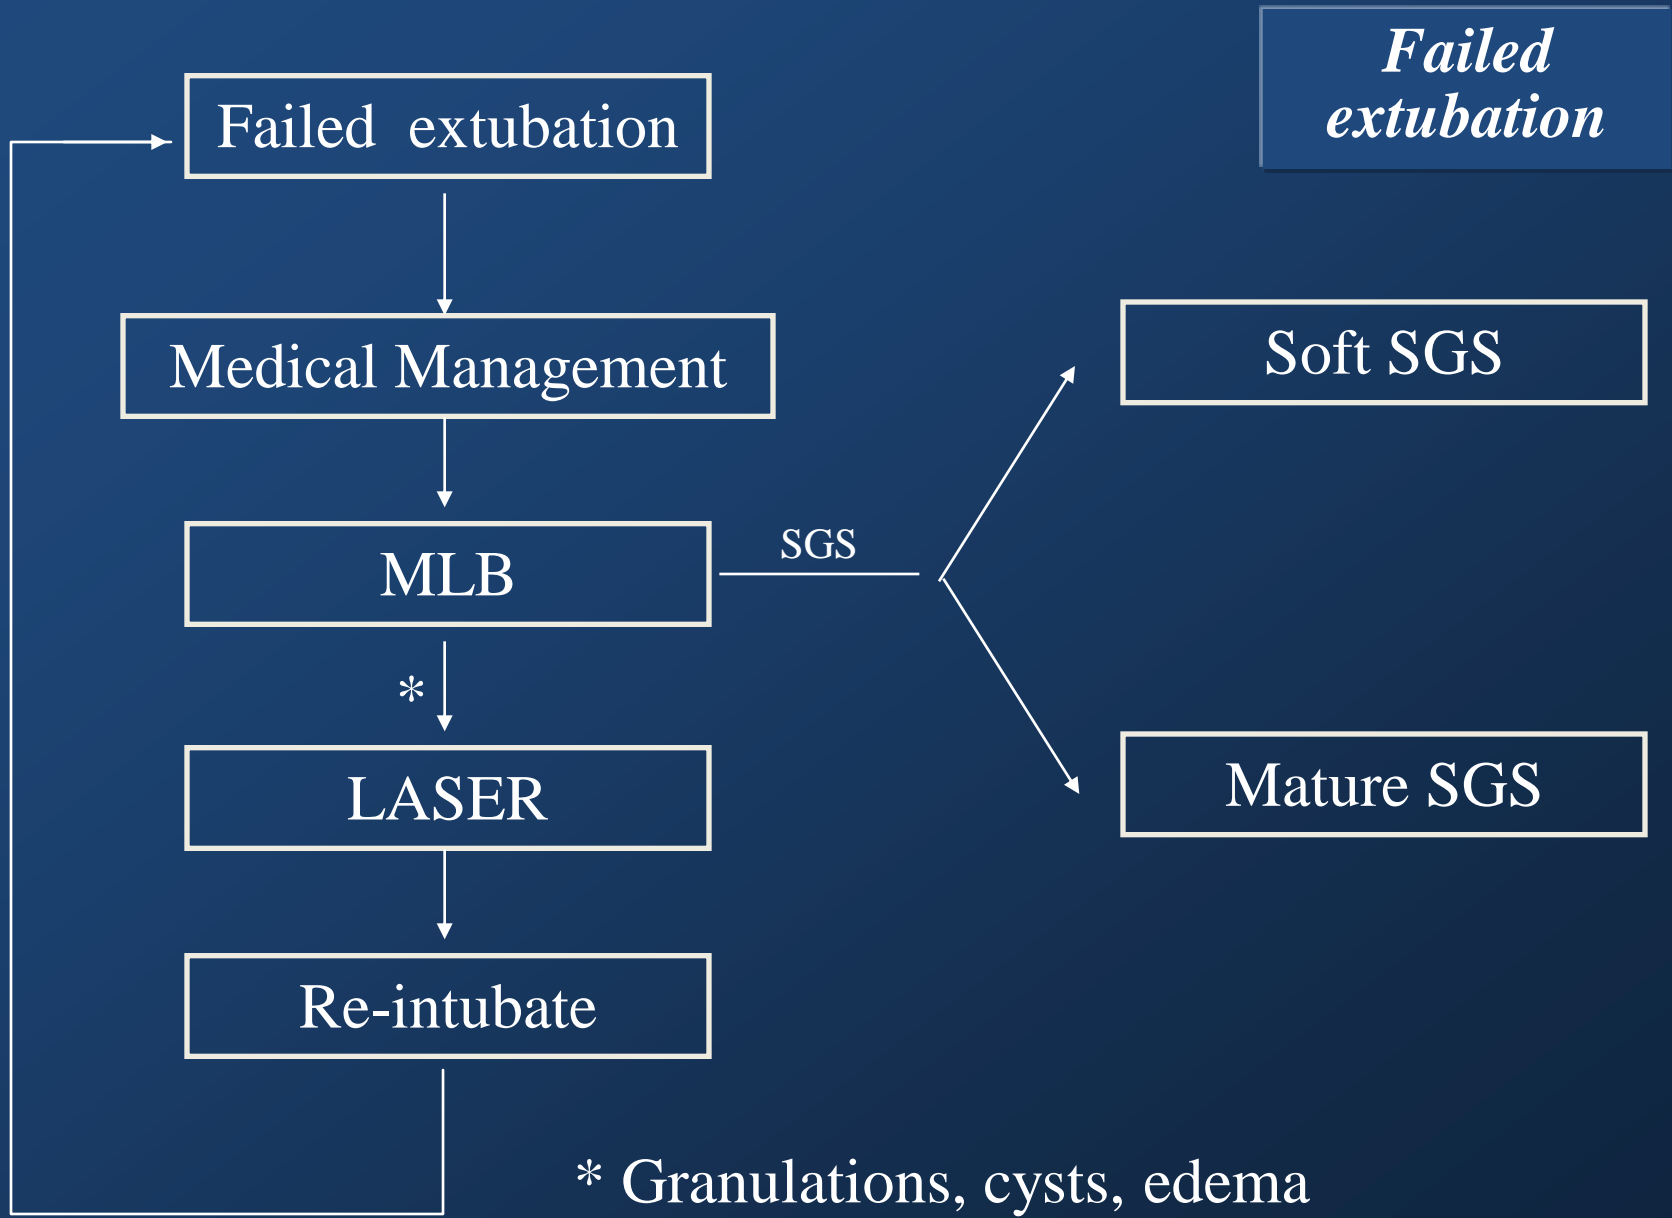 Failed
extubation
Failed extubation
Medical Management
Soft SGS
MLB
SGS
*
LASER
Mature SGS
Re-intubate
* Granulations, cysts, edema